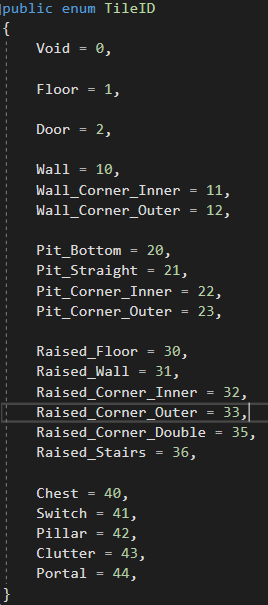 public enum TileID
{
Void = 0,
Floor = 1,
Door = 2,
Wall = 10,
Wall_Corner_Inner = 11,
Wall_Corner_Outer = 12,
Pit_Bottom = 20,
Pit_Straight = 21,
Pit_Corner_Inner = 22,
Pit_Corner_Outer = 23,
Raised_Floor = 30,
Raised_Wall = 31,
Raised_Corner_Inner = 32,
Raised_Corner_Outer = 33,
Raised_Corner_Double = 35,
Raised_Stairs = 36,
Chest = 40,
Switch = 41,
Pillar = 42,
Clutter = 43,
Portal = 44,
}